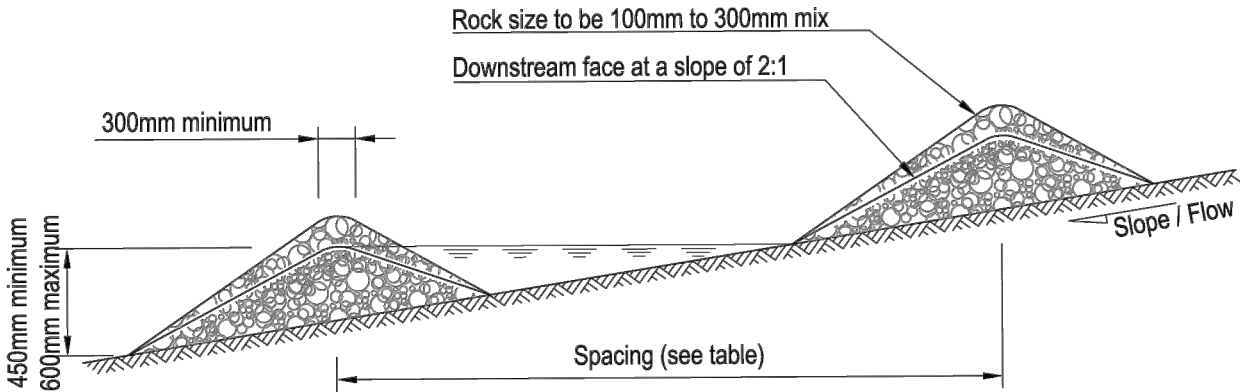 Rock size to be 100mm to 300mm mix
Downstream face at a slope of 2:1
300mm minimum
Slope / Flow
450mm minimum
600mm maximum
Spacing (see table)